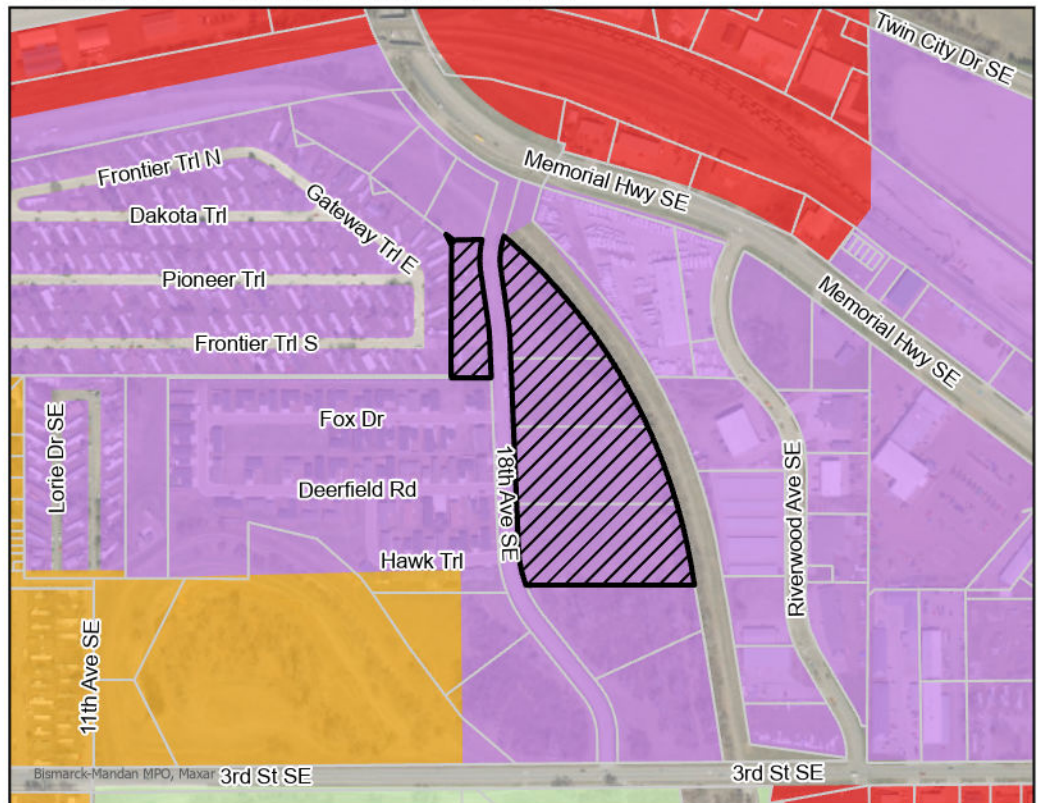 Twin City Dr SE
Memorial Hwy SE
Frontier Trl N
Dakota Trl
Gateway Trl E
Pioneer Trl
Frontier Trl S
Memorial Hwy SE
Lorie Dr SE
Fox Dr
Deerfield Rd
18th Ave SE
Riverwood Ave SE
Hawk Trl
11th Ave SE
Bismarck-Mandan MPO, Maxar
3rd St SE
3rd St SE